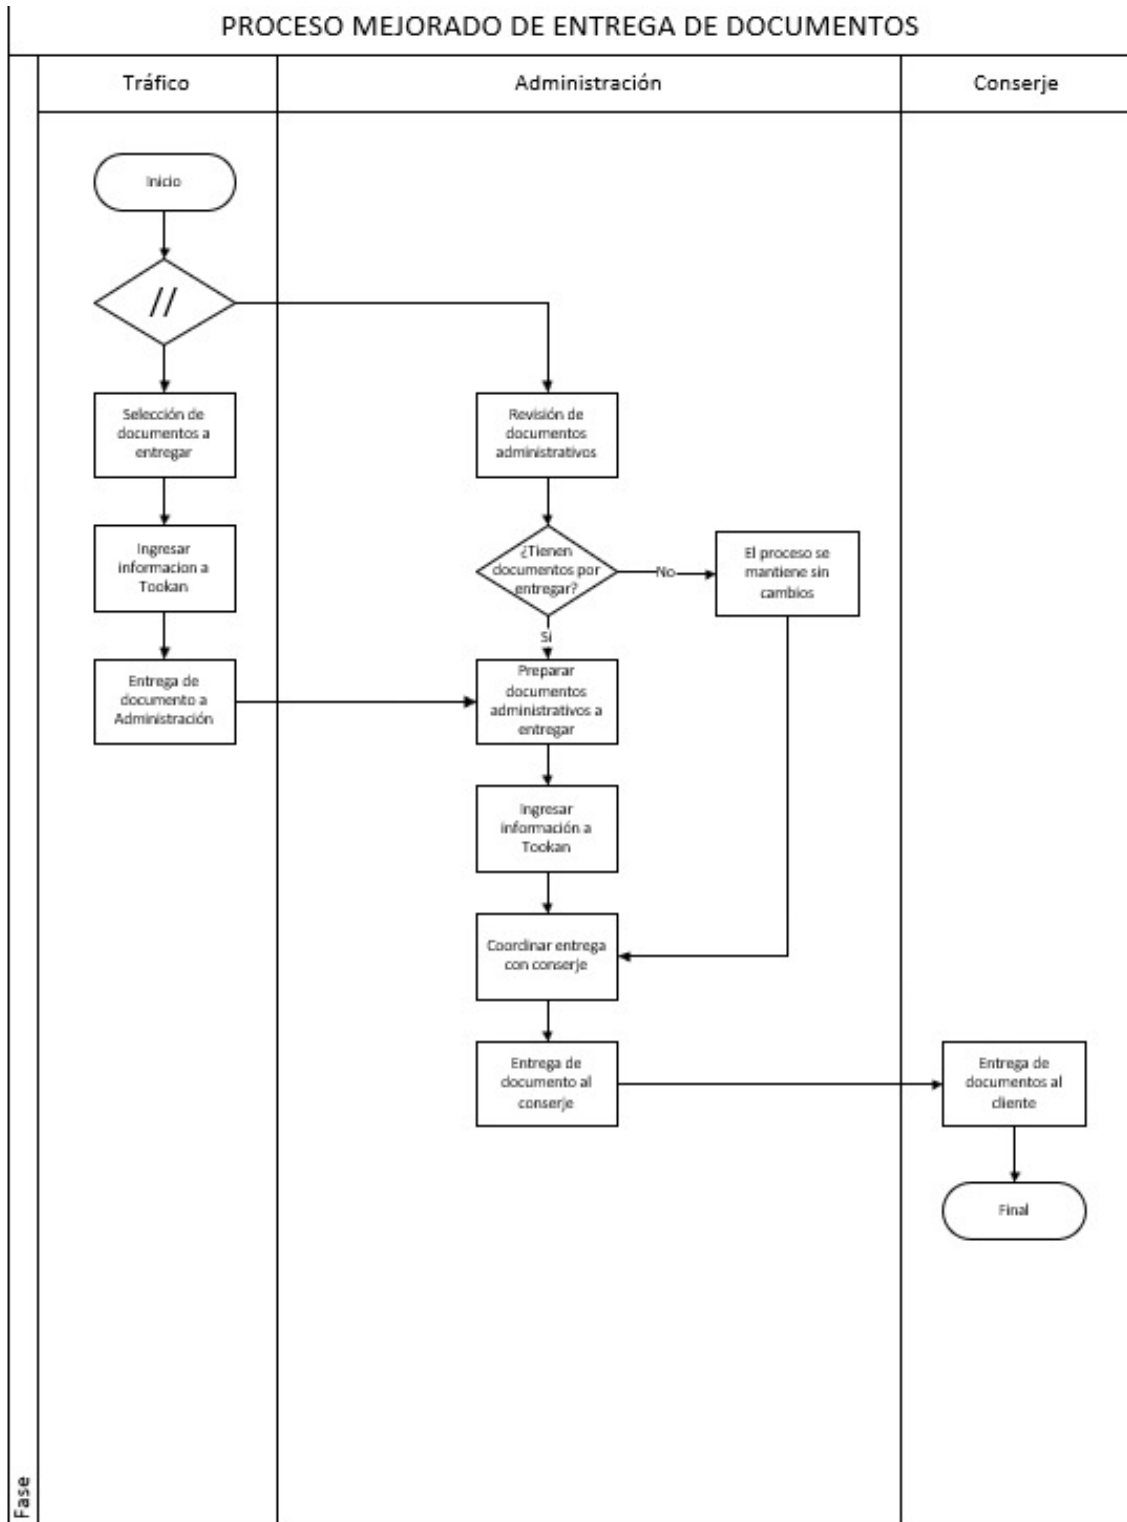 PROCESO MEJORADO DE ENTREGA DE DOCUMENTOS
Tráfico
Administración
Conserje
Inicio
//
Selección de
documentos a
entregar
Revisión de
documentos
administrativos
Ingresar
informacion a
Tookan
¿Tienen
documentos por
entregar?
No
El proceso se
mantiene sin
cambios
Si
Entrega de
documento a
Administración
Preparar
documentos
administrativos a
entregar
Ingresar
información a
Tookan
Coordinar entrega
con conserje
Entrega de
documento al
conserje
Entrega de
documentos al
cliente
Final
Fase